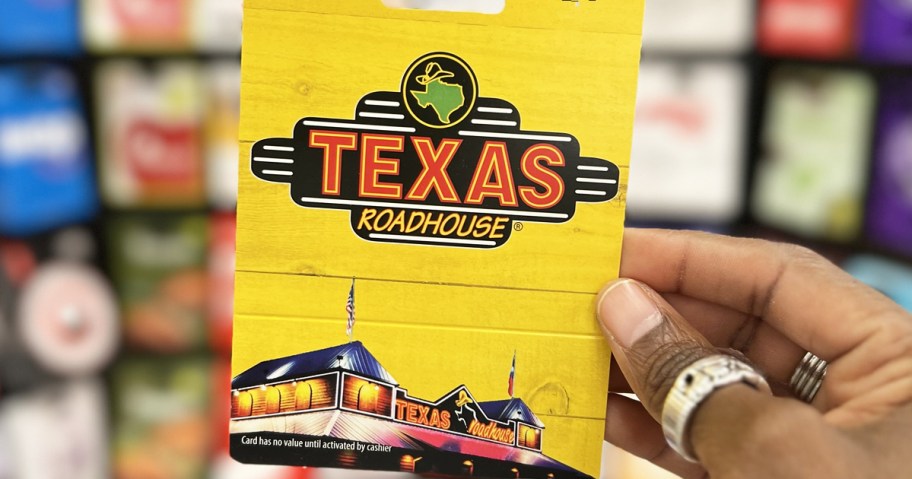 TEXAS
ROADHOUSE®
TEXAS
roadhouse
Card has no value until activated by cashier